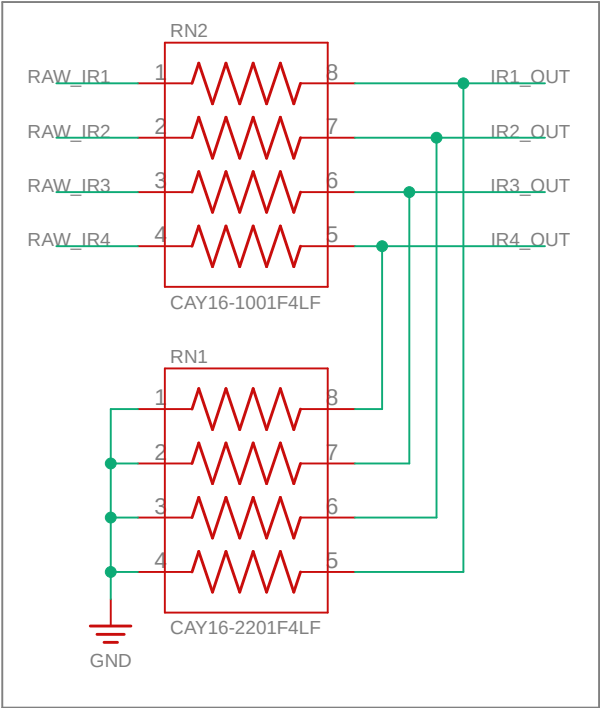 RN2
RAW_IR1 1 8 IR1_OUT
RAW_IR2 2 7 IR2_OUT
RAW_IR3 3 6 IR3_OUT
RAW_IR4 4 5 IR4_OUT
CAY16-1001F4LF
RN1
1 8
2 7
3 6
4 5
CAY16-2201F4LF
GND